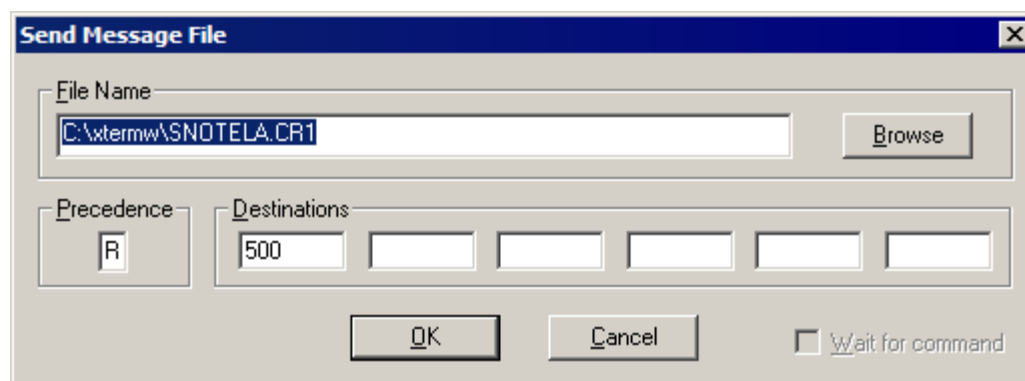 Send Message File
File Name
C:\xtermw\SNOTELA.CR1
Browse
Precedence
Destinations
R
500
OK
Cancel
Wait for command